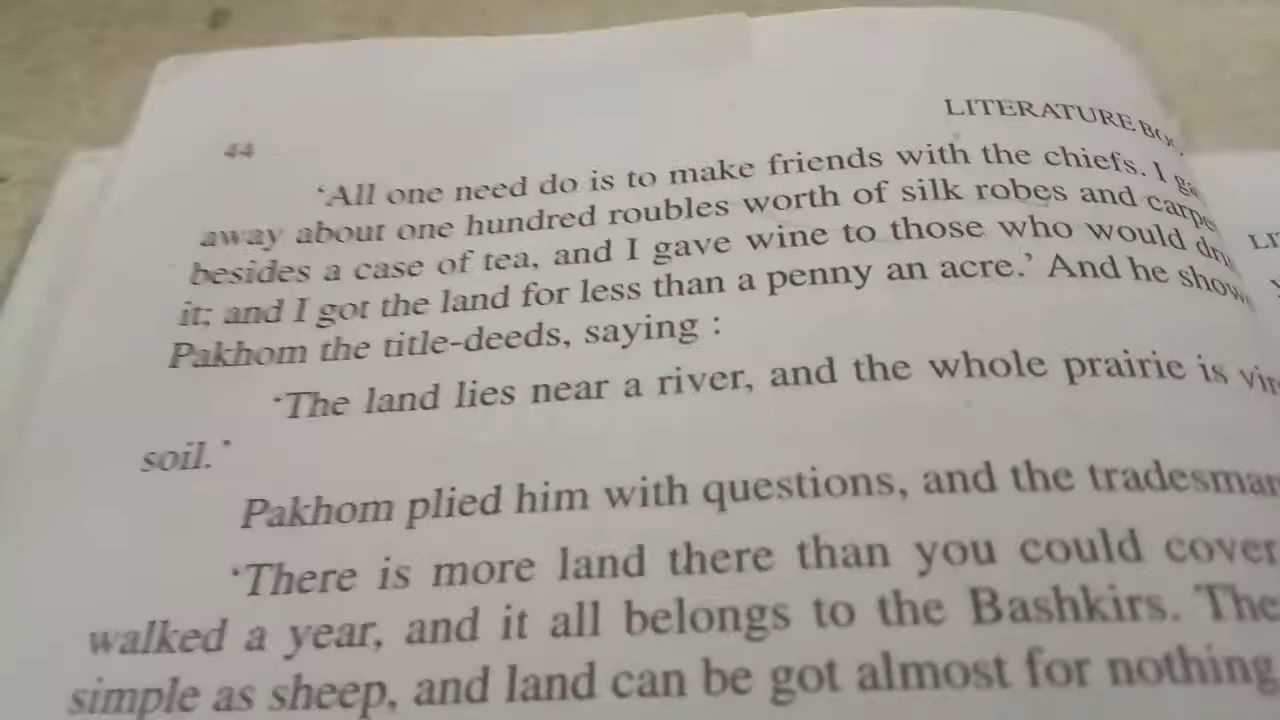 44
LITERATURE
'All one need do is to make friends with the chiefs. I
away about one hundred roubles worth of silk robes and
besides a case of tea, and I gave wine to those who would
it; and I got the land for less than a penny an acre.' And he
Pakhom the title-deeds, saying :
'The land lies near a river, and the whole prairie is
soil.'
Pakhom plied him with questions, and the
'There is more land there than you could cover
walked a year, and it all belongs to the Bashkirs. The
simple as sheep, and land can be got almost for nothing